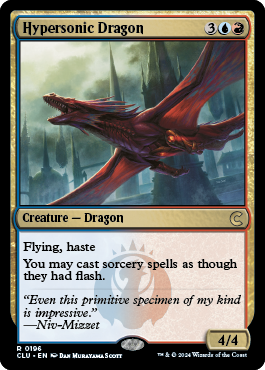 Hypersonic Dragon 3
Creature — Dragon
Flying, haste
You may cast sorcery spells as though
they had flash.
“Even this primitive specimen of my kind
is impressive.”
—Niv-Mizzet
4/4
R 0196
CLU • EN Dan Murayama Scott
™ & © 2024 Wizards of the Coast